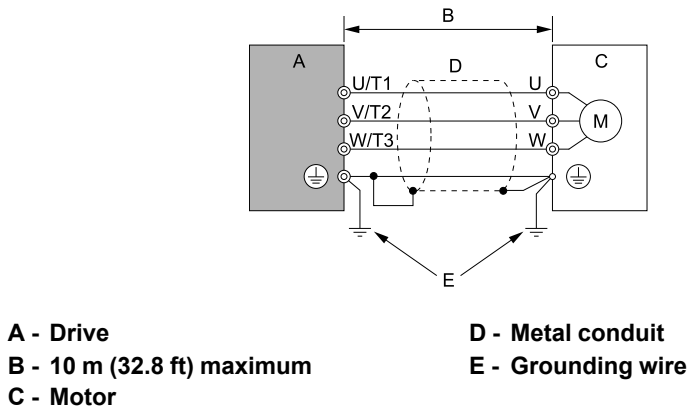 B
A
D
C
U/T1
U
V/T2
V
M
W/T3
W
E
A - Drive
B - 10 m (32.8 ft) maximum
C - Motor
D - Metal conduit
E - Grounding wire